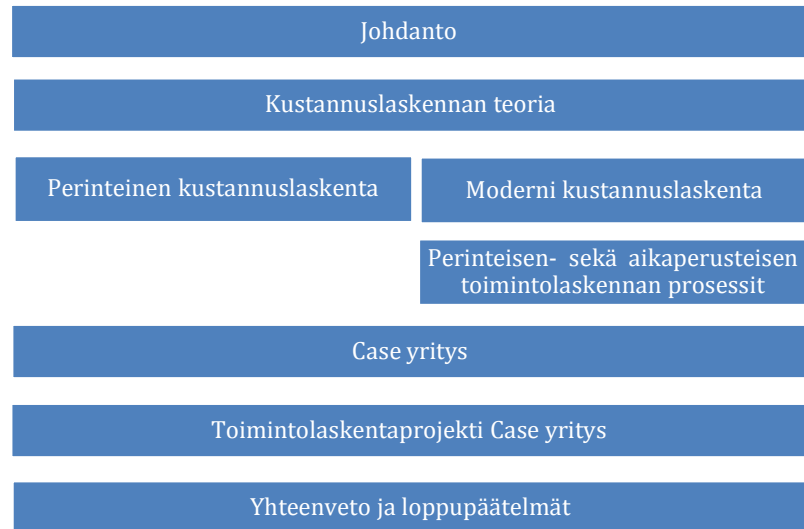 Johdanto
Kustannuslaskennan teoria
Perinteinen kustannuslaskenta
Moderni kustannuslaskenta
Perinteisen- sekä aikaperusteisen
toimintolaskennan prosessit
Case yritys
Toimintolaskentaprojekti Case yritys
Yhteenveto ja loppupäätelmät